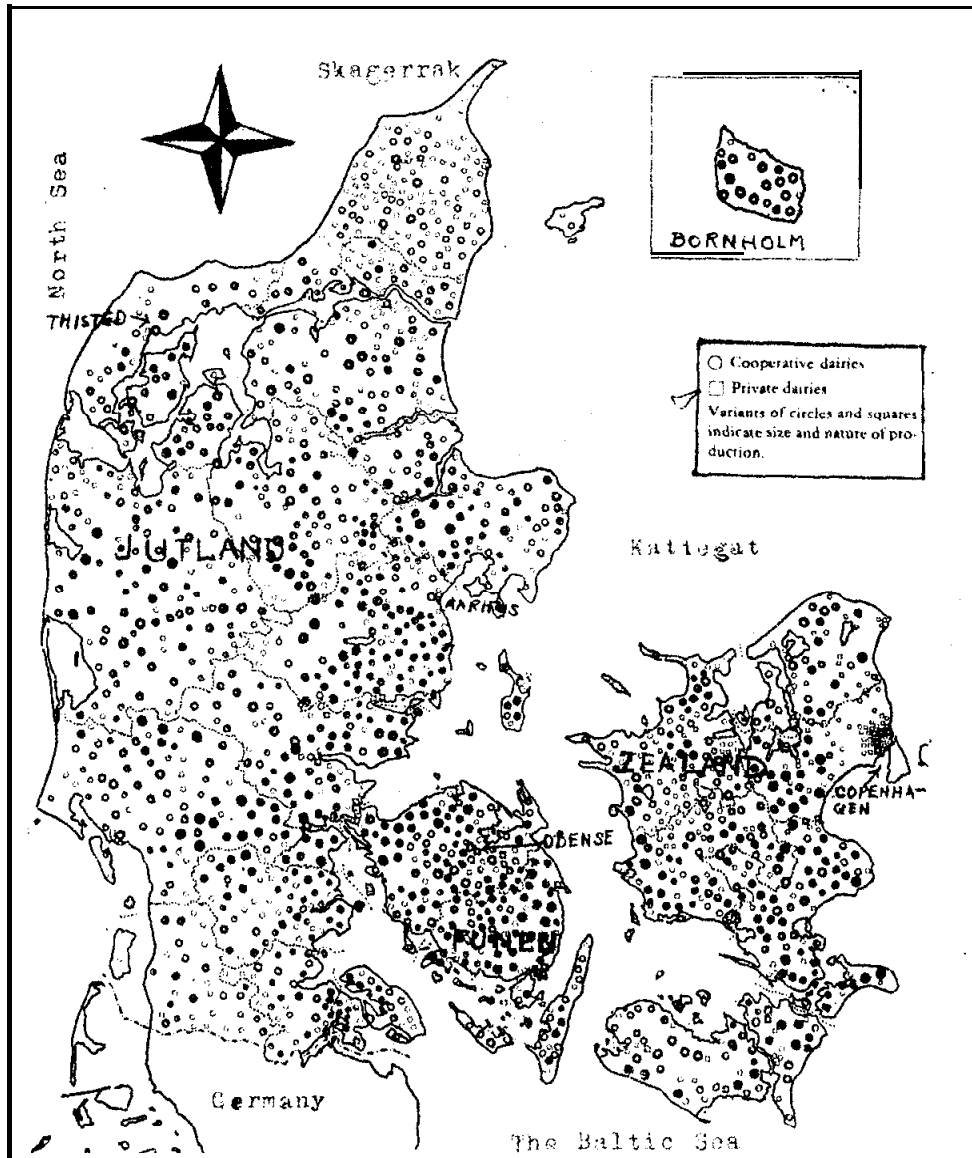 Skagerrak
North Sea
BORNHOLM
THISTED
Cooperative dairies
Private dairies
Variants of circles and squares
indicate size and nature of pro-
duction.
JUTLAND
Kattegat
AARHUS
ZEALAND
COPENHA-
GEN
ODENSE
FUNEN
Germany
The Baltic Sea